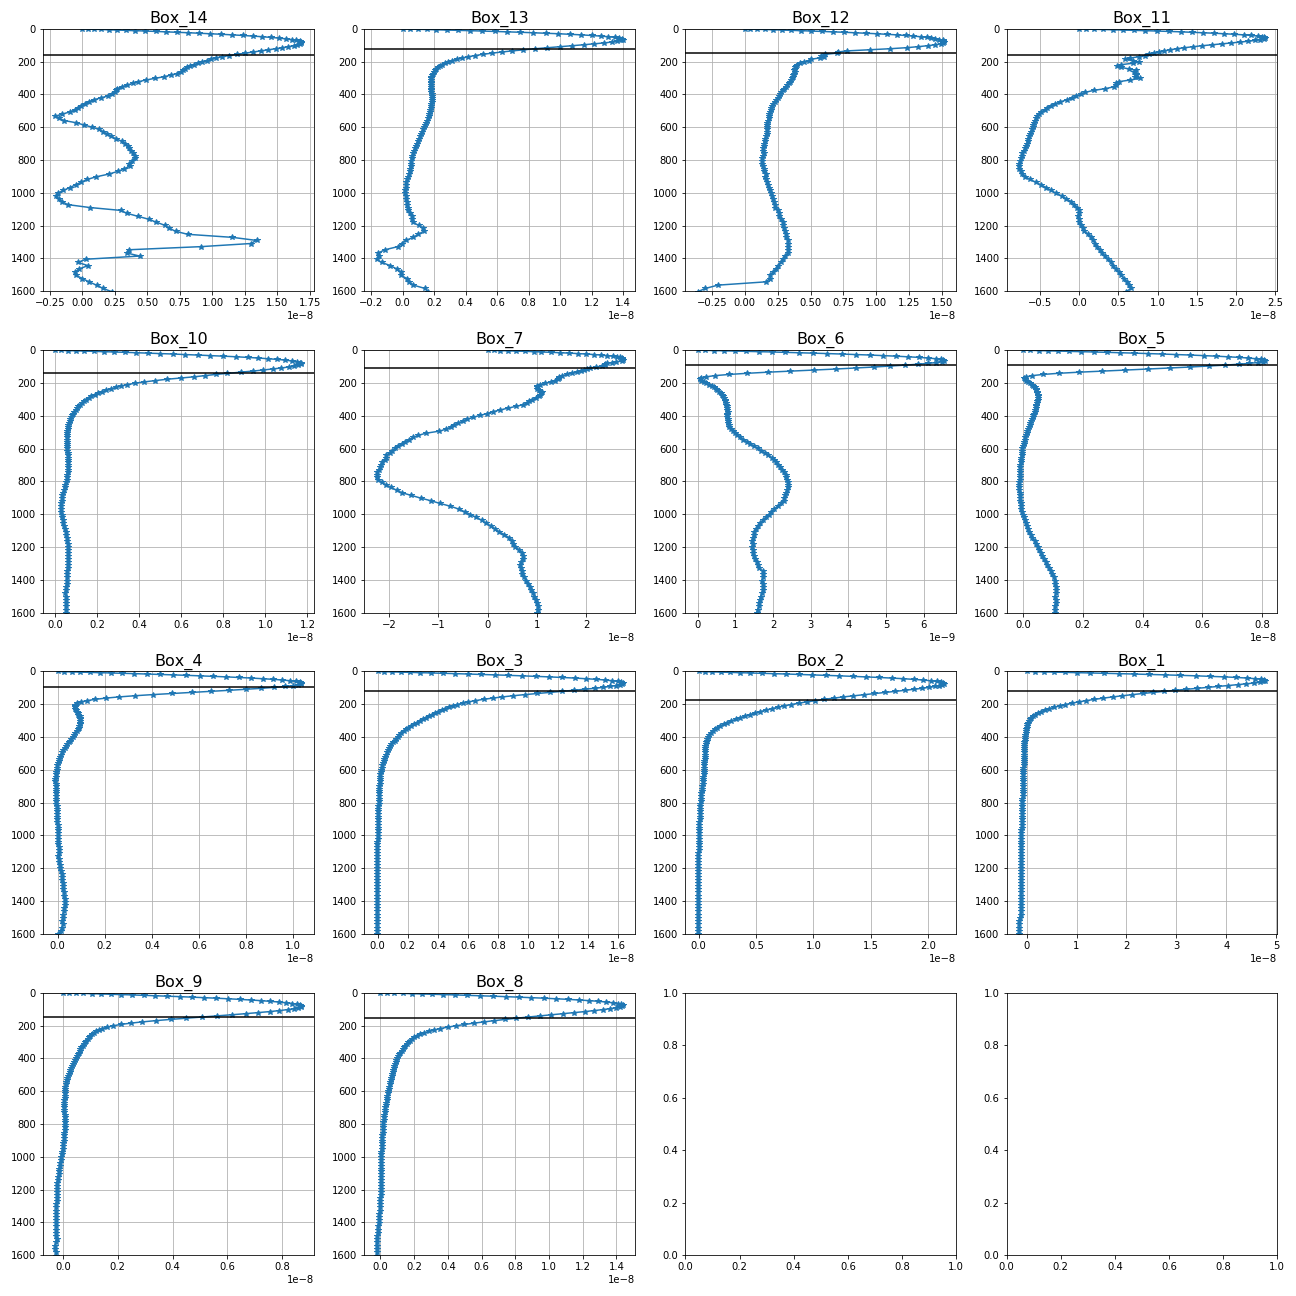 Box_14 Box_13 Box_12 Box_11
0 0 0 0
200 200 200 200
400 400 400 400
600 600 600 600
800 800 800 800
1000 1000 1000 1000
1200 1200 1200 1200
1400 1400 1400 1400
1600 1600 1600 1600
−0.25 0.00 0.25 0.50 0.75 1.00 1.25 1.50 1.75 −0.2 0.0 0.2 0.4 0.6 0.8 1.0 1.2 1.4 −0.25 0.00 0.25 0.50 0.75 1.00 1.25 1.50 −0.5 0.0 0.5 1.0 1.5 2.0 2.5
1e−8 1e−8 1e−8 1e−8
Box_10 Box_7 Box_6 Box_5
0 0 0 0
200 200 200 200
400 400 400 400
600 600 600 600
800 800 800 800
1000 1000 1000 1000
1200 1200 1200 1200
1400 1400 1400 1400
1600 1600 1600 1600
0.0 0.2 0.4 0.6 0.8 1.0 1.2 −2 −1 0 1 2 0 1 2 3 4 5 6 0.0 0.2 0.4 0.6 0.8
1e−8 1e−8 1e−9 1e−8
Box_4 Box_3 Box_2 Box_1
0 0 0 0
200 200 200 200
400 400 400 400
600 600 600 600
800 800 800 800
1000 1000 1000 1000
1200 1200 1200 1200
1400 1400 1400 1400
1600 1600 1600 1600
0.0 0.2 0.4 0.6 0.8 1.0 0.0 0.2 0.4 0.6 0.8 1.0 1.2 1.4 1.6 0.0 0.5 1.0 1.5 2.0 0 1 2 3 4 5
1e−8 1e−8 1e−8 1e−8
Box_9 Box_8
0 0 1.0 1.0
200 200
400 400 0.8 0.8
600 600 0.6 0.6
800 800
1000 1000 0.4 0.4
1200 1200 0.2 0.2
1400 1400
1600 1600 0.0 0.0
0.0 0.2 0.4 0.6 0.8 0.0 0.2 0.4 0.6 0.8 1.0 1.2 1.4 0.0 0.2 0.4 0.6 0.8 1.0 0.0 0.2 0.4 0.6 0.8 1.0
1e−8 1e−8